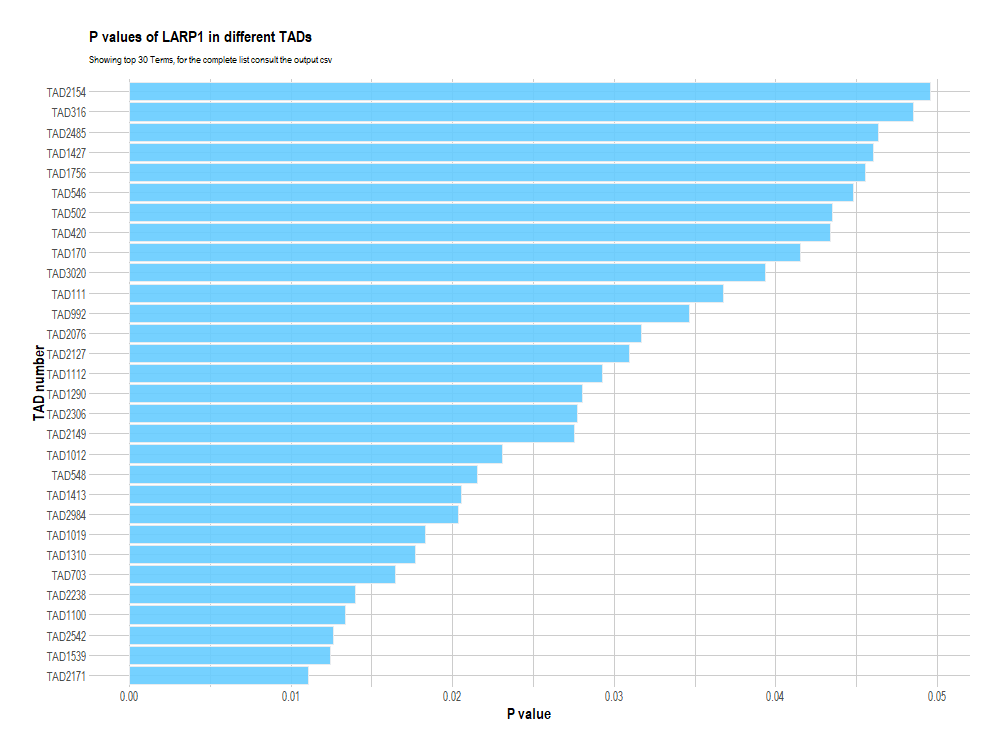 P values of LARP1 in different TADs
Showing top 30 Terms, for the complete list consult the output csv
TAD number
TAD2154
TAD316
TAD2485
TAD1427
TAD1756
TAD546
TAD502
TAD420
TAD170
TAD3020
TAD111
TAD992
TAD2076
TAD2127
TAD1112
TAD1290
TAD2306
TAD2149
TAD1012
TAD548
TAD1413
TAD2984
TAD1019
TAD1310
TAD703
TAD2238
TAD1100
TAD2542
TAD1539
TAD2171
0.00 0.01 0.02 0.03 0.04 0.05
P value